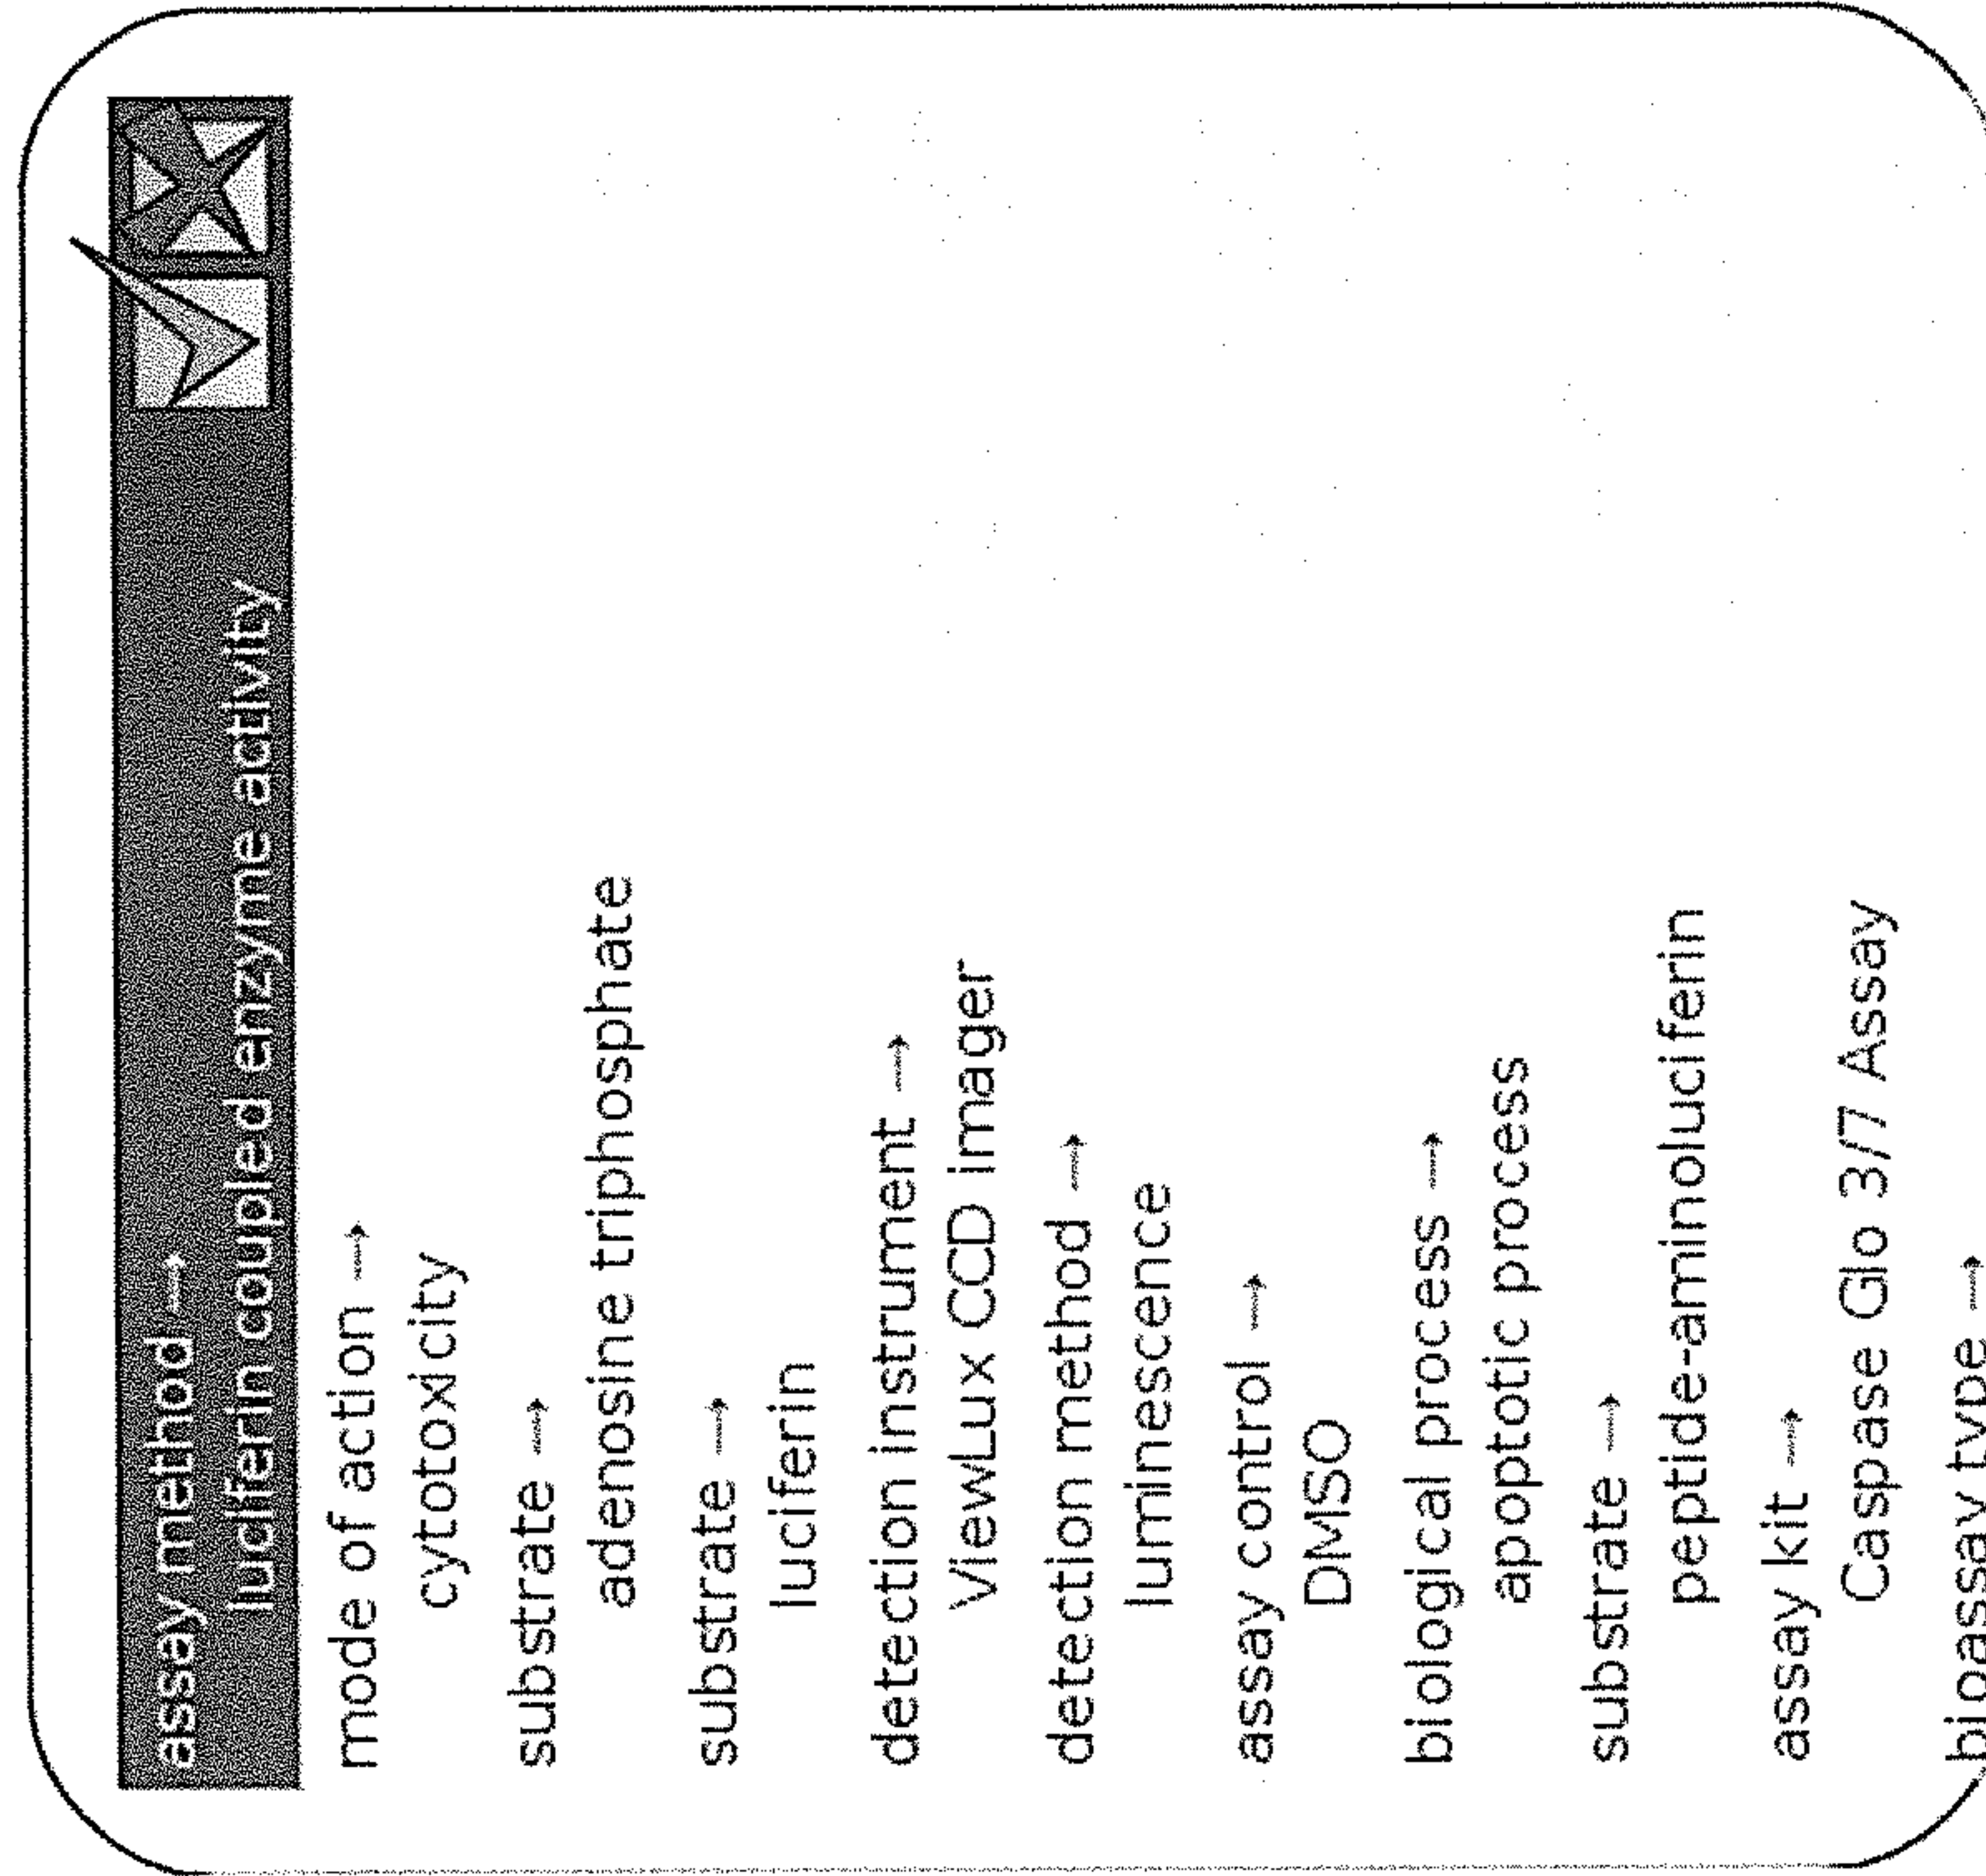 assay method →
luciferin coupled enzyme activity
mode of action →
cytotoxicity
substrate →
adenosine triphosphate
substrate →
luciferin
detection instrument →
ViewLux CCD imager
detection method →
luminescence
assay control →
DMSO
biological process →
apoptotic process
substrate →
peptide-aminoluciferin
assay kit →
Caspase Glo 3/7 Assay
bioassay type →